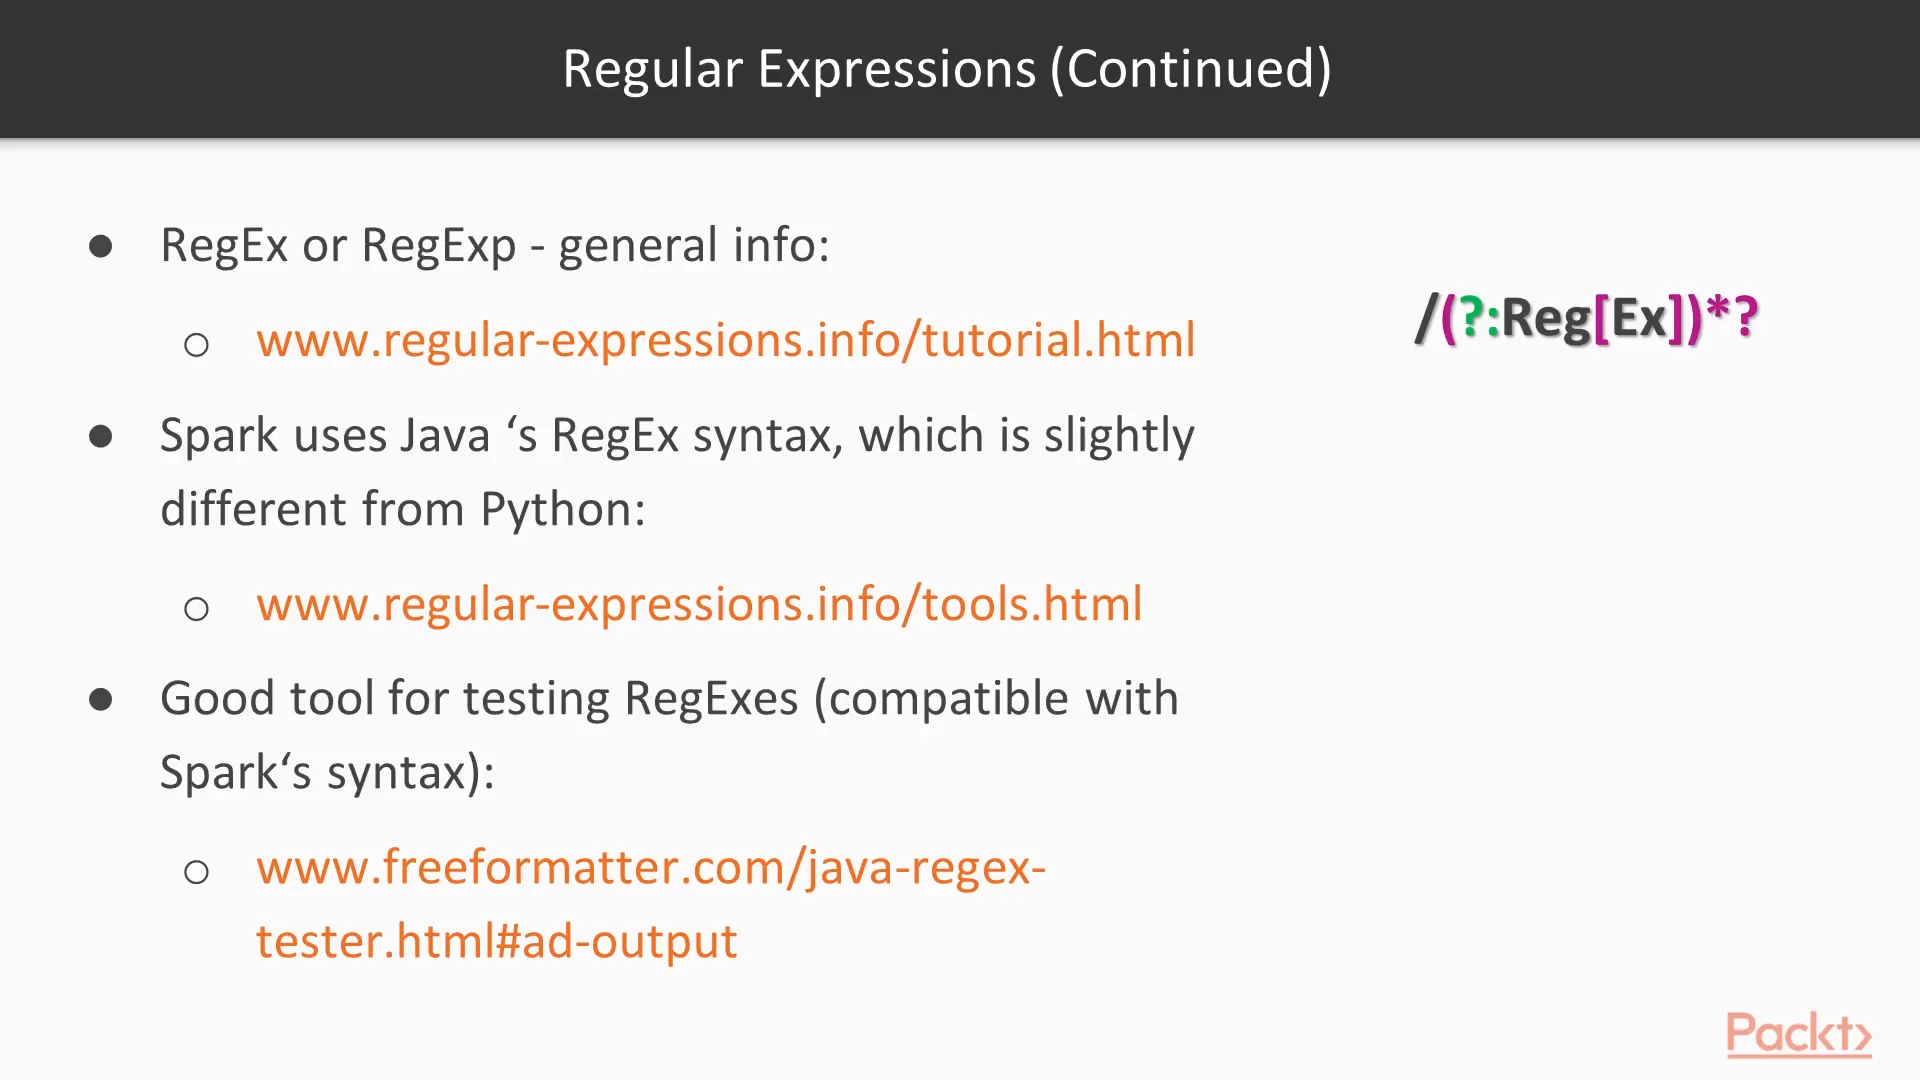 Regular Expressions (Continued)
● RegEx or RegExp - general info:
○ www.regular-expressions.info/tutorial.html
/(?:Reg[Ex])*?
● Spark uses Java ‘s RegEx syntax, which is slightly
different from Python:
○ www.regular-expressions.info/tools.html
● Good tool for testing RegExes (compatible with
Spark‘s syntax):
○ www.freeformatter.com/java-regex-
tester.html#ad-output
Packt>